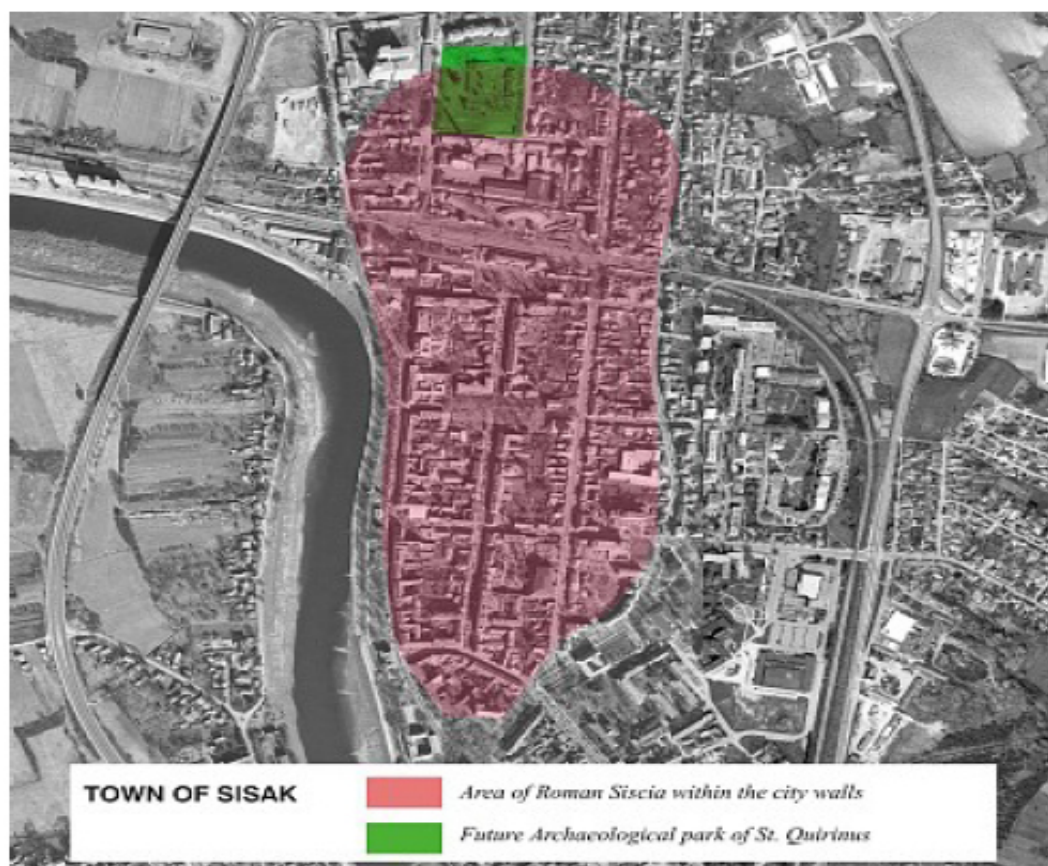 TOWN OF SISAK
Area of Roman Siscia within the city walls
Future Archaeological park of St. Quirinus